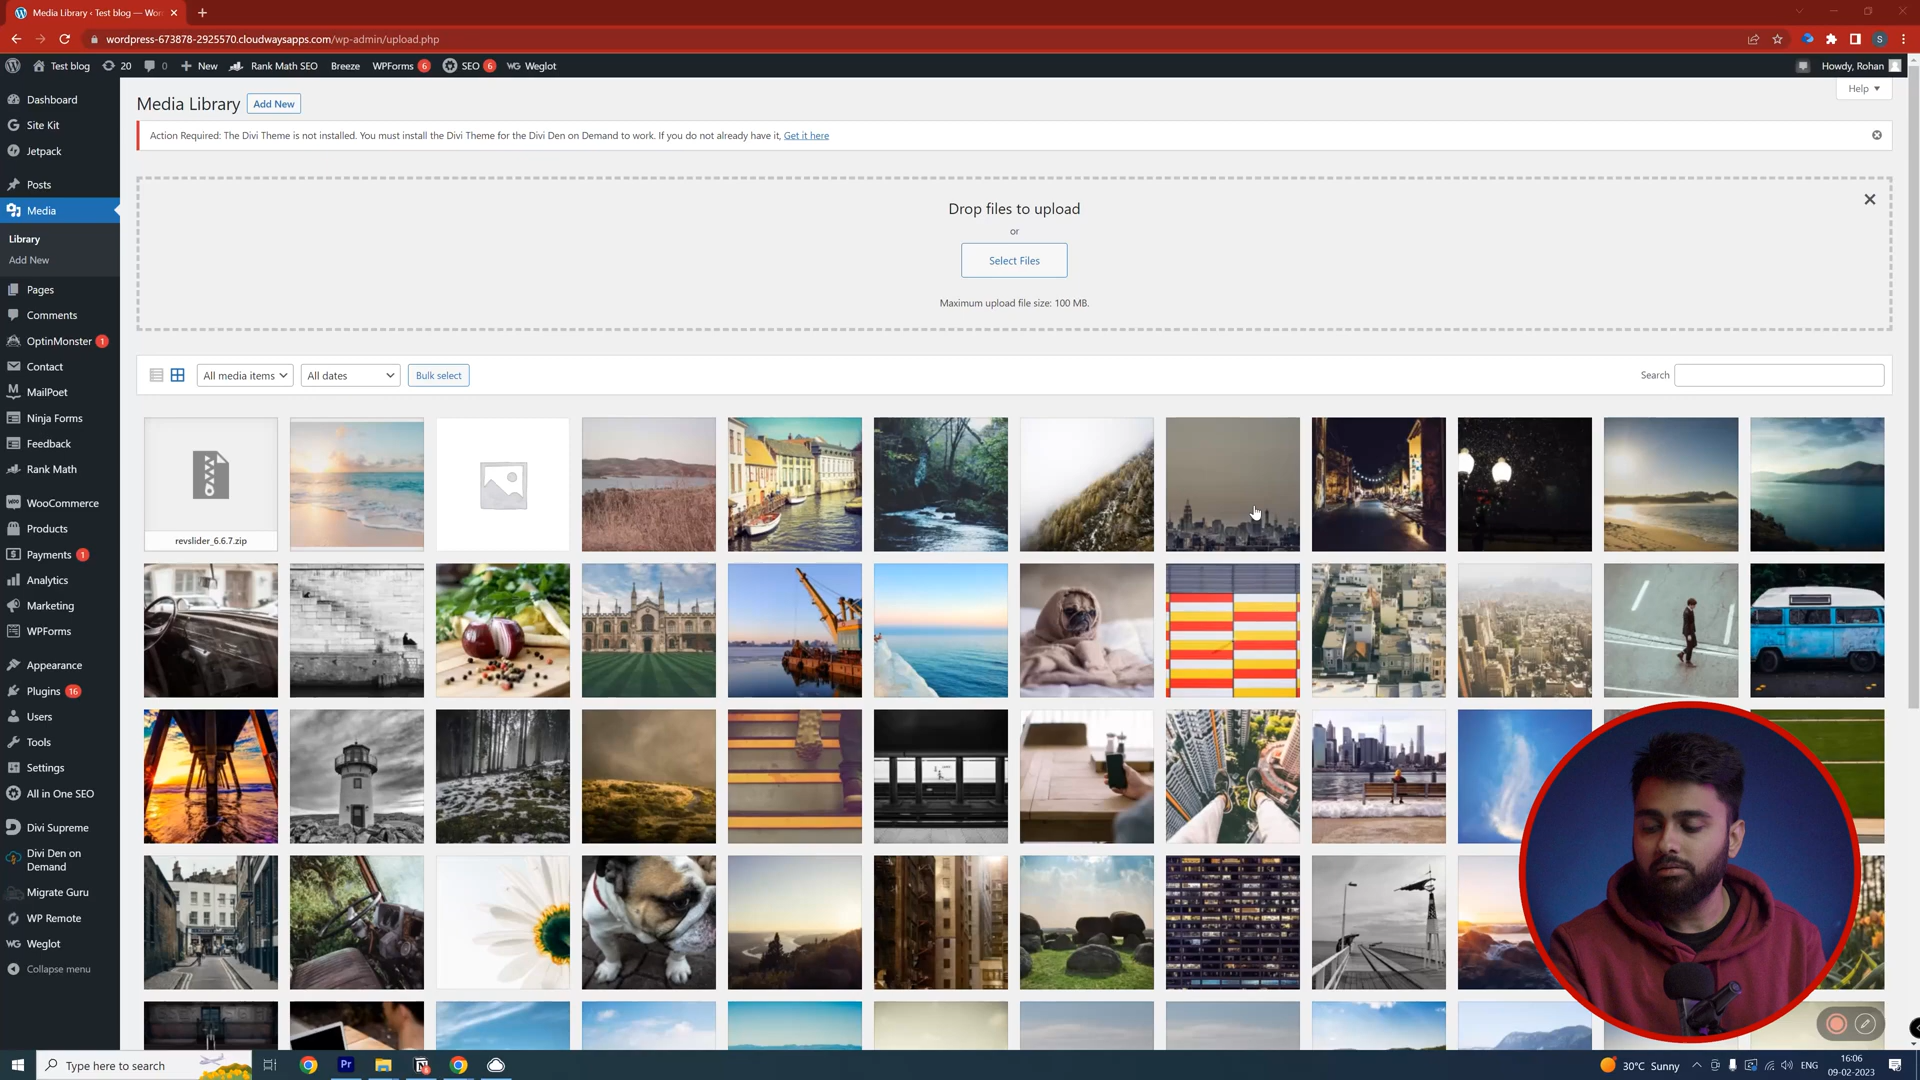 Media Library ‹ Test blog — Wor
wordpress-673878-2925570.cloudwaysapps.com/wp-admin/upload.php
S
Test blog
20
0
New
Rank Math SEO
Breeze
WPForms 6
SEO 6
WG Weglot
Howdy, Rohan
Dashboard
Site Kit
Jetpack
Posts
Media
Library
Add New
Pages
Comments
OptinMonster 1
Contact
MailPoet
Ninja Forms
Feedback
Rank Math
WooCommerce
Products
Payments 1
Analytics
Marketing
WPForms
Appearance
Plugins 16
Users
Tools
Settings
All in One SEO
Divi Supreme
Divi Den on
Demand
Migrate Guru
WP Remote
WG Weglot
Collapse menu
Media Library
Add New
Help
Action Required: The Divi Theme is not installed. You must install the Divi Theme for the Divi Den on Demand to work. If you do not already have it, Get it here
Drop files to upload
or
Select Files
Maximum upload file size: 100 MB.
All media items
All dates
Bulk select
Search
revslider_6.6.7.zip
Type here to search
Pr
30°C Sunny
ENG
16:06
09-02-2023